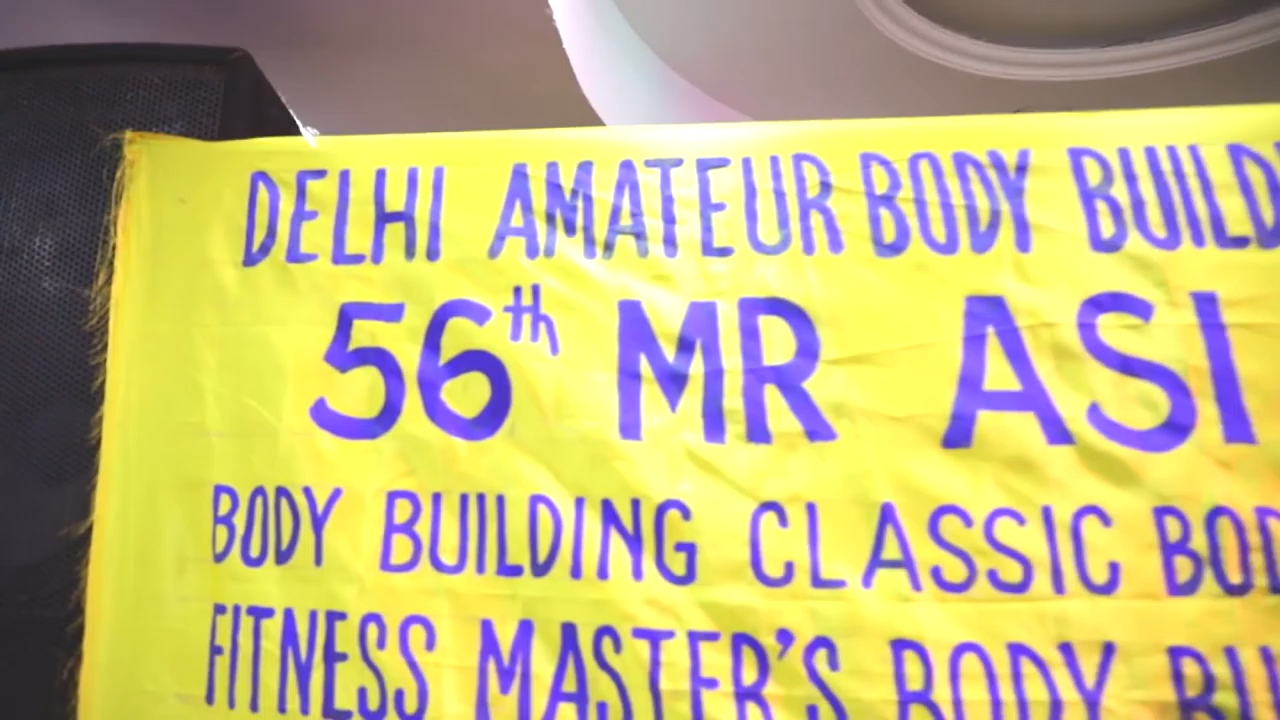 DELHI AMATEUR BODY BUILD
56th MR ASI
BODY BUILDING CLASSIC BOD
FITNESS MASTER'S BODY BU